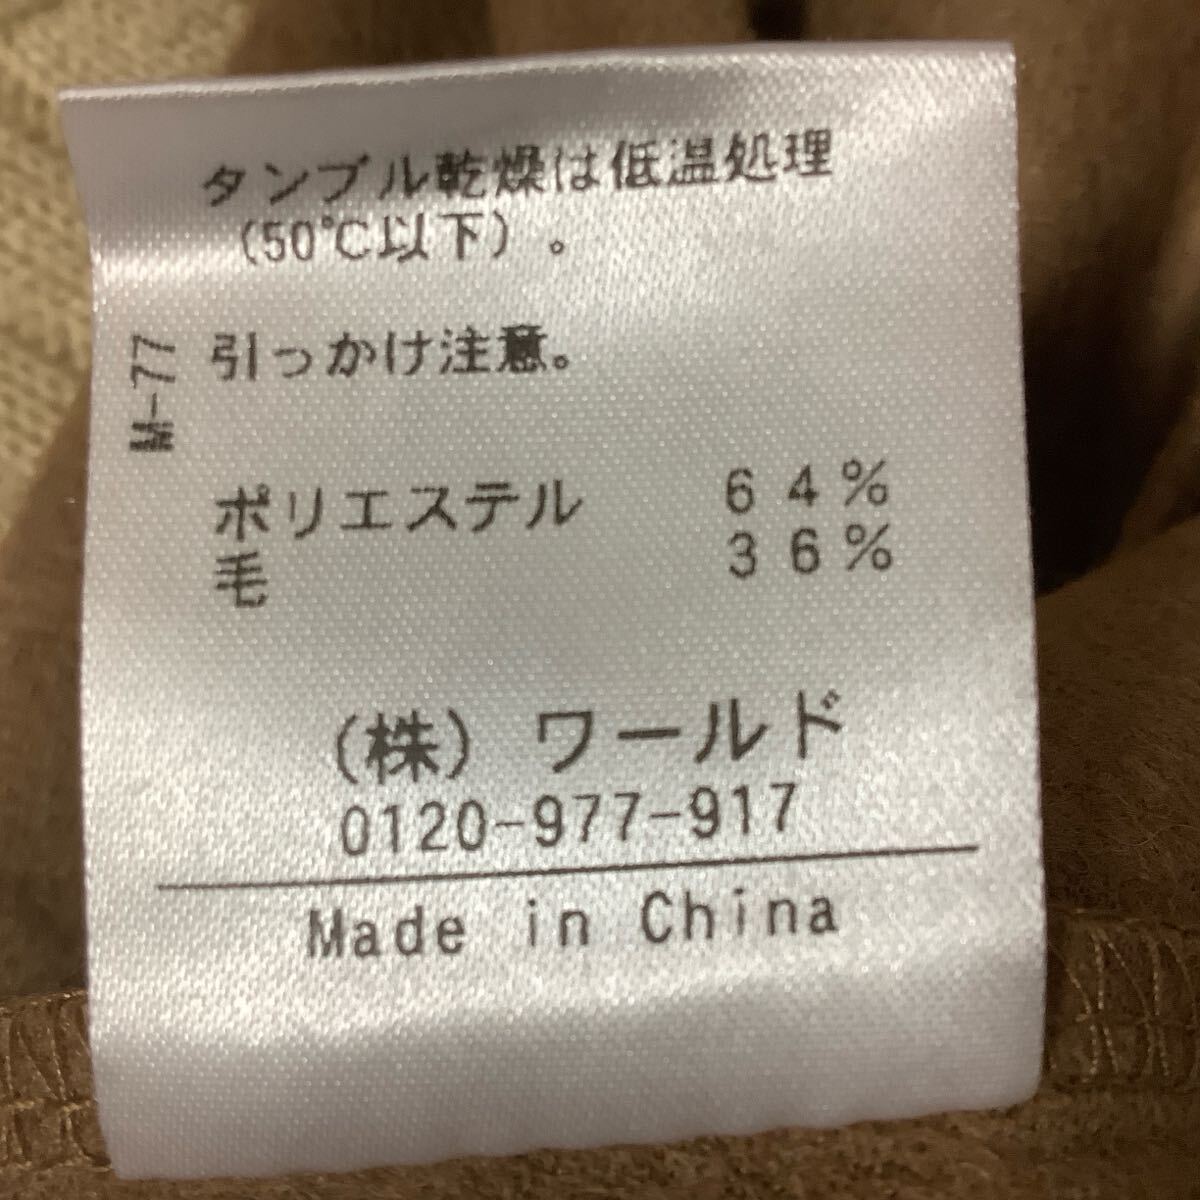 タンブル乾燥は低温処理
(50℃以下)。
引っかけ注意。
M-77
ポリエステル 64%
毛 36%
(株) ワールド
0120-977-917
Made in China